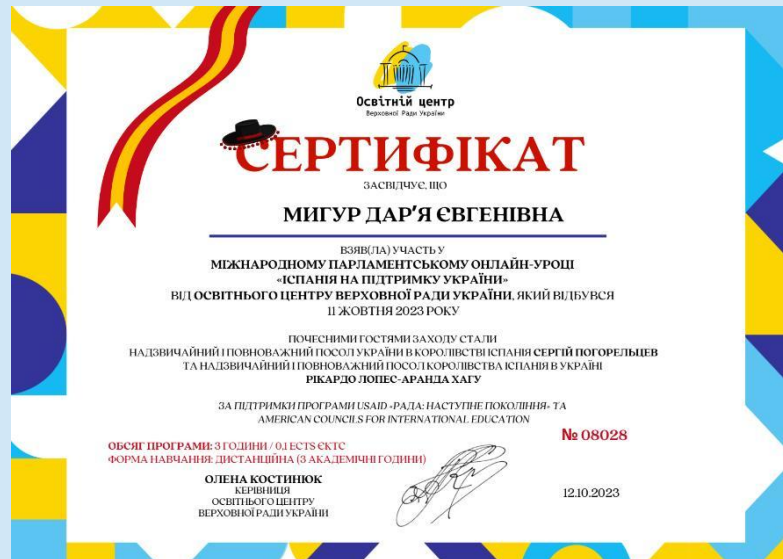 Освітній центр
Верховної Ради України
СЕРТИФІКАТ
ЗАСВІДЧУЄ, ЩО
МИГУР ДАР'Я ЄВГЕНІВНА
ВЗЯВ(ЛА) УЧАСТЬ У
МІЖНАРОДНОМУ ПАРЛАМЕНТСЬКОМУ ОНЛАЙН-УРОЦІ
«ІСПАНІЯ НА ПІДТРИМКУ УКРАЇНИ»
ВІД ОСВІТНЬОГО ЦЕНТРУ ВЕРХОВНОЇ РАДИ УКРАЇНИ, ЯКИЙ ВІДБУВСЯ
11 ЖОВТНЯ 2023 РОКУ
ПОЧЕСНИМИ ГОСТЯМИ ЗАХОДУ СТАЛИ
НАДЗВИЧАЙНИЙ І ПОВНОВАЖНИЙ ПОСОЛ УКРАЇНИ В КОРОЛІВСТВІ ІСПАНІЯ СЕРГІЙ ПОГОРЕЛЬЦЕВ
ТА НАДЗВИЧАЙНИЙ І ПОВНОВАЖНИЙ ПОСОЛ КОРОЛІВСТВА ІСПАНІЯ В УКРАЇНІ
РІКАРДО ЛОПЕС-АРАНДА ХАГУ
ЗА ПІДТРИМКИ ПРОГРАМИ USAID «РАДА: НАСТУПНЕ ПОКОЛІННЯ» ТА
AMERICAN COUNCILS FOR INTERNATIONAL EDUCATION
№ 08028
ОБСЯГ ПРОГРАМИ: 3 ГОДИНИ / 0,1 ECTS ЄКТС
ФОРМА НАВЧАННЯ: ДИСТАНЦІЙНА (3 АКАДЕМІЧНІ ГОДИНИ)
ОЛЕНА КОСТИНЮК
КЕРІВНИЦЯ
ОСВІТНЬОГО ЦЕНТРУ
ВЕРХОВНОЇ РАДИ УКРАЇНИ
12.10.2023